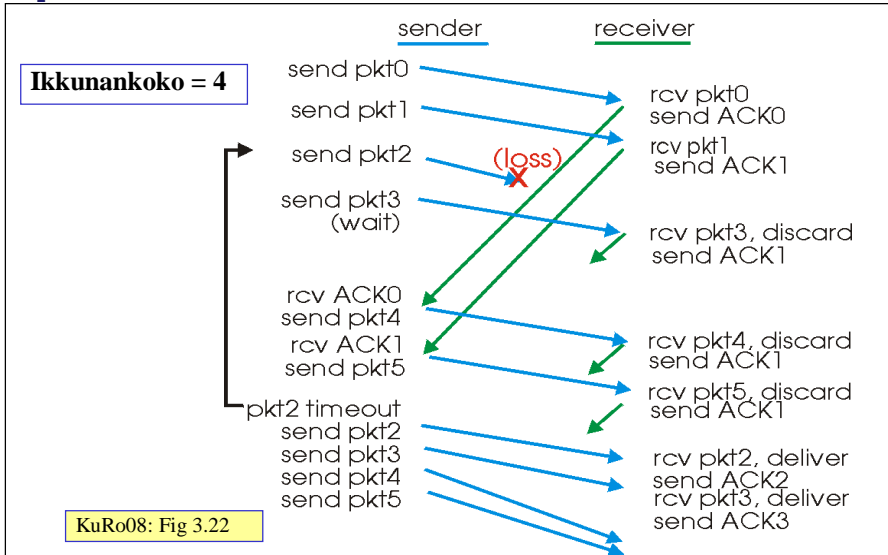 sender
receiver
Ikkunankoko = 4
send pkt0
send pkt1
send pkt2
send pkt3
(wait)
(loss)
X
rcv ACK0
send pkt4
rcv ACK1
send pkt5
pkt2 timeout
send pkt2
send pkt3
send pkt4
send pkt5
rcv pkt0
send ACK0
rcv pkt1
send ACK1
rcv pkt3, discard
send ACK1
rcv pkt4, discard
send ACK1
rcv pkt5, discard
send ACK1
rcv pkt2, deliver
send ACK2
rcv pkt3, deliver
send ACK3
KuRo08: Fig 3.22